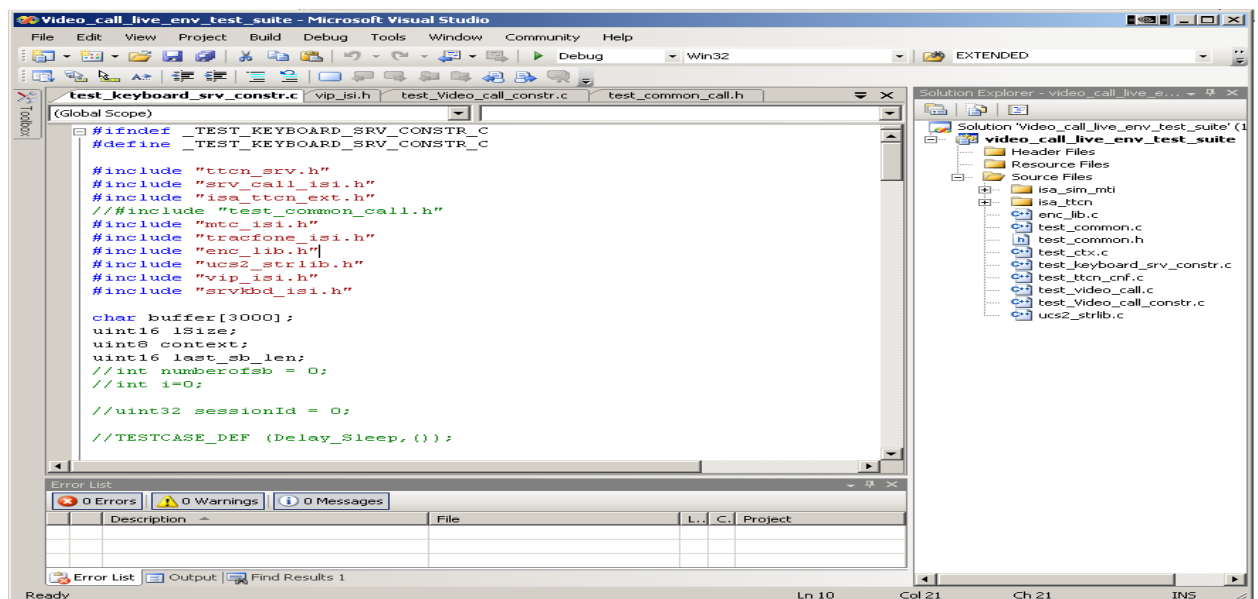 Video_call_live_env_test_suite - Microsoft Visual Studio
File Edit View Project Build Debug Tools Window Community Help
Debug Win32 EXTENDED
test_keyboard_srv_constr.c vip_isi.h test_Video_call_constr.c test_common_call.h
Toolbox
(Global Scope)
#ifndef _TEST_KEYBOARD_SRV_CONSTR_C
#define _TEST_KEYBOARD_SRV_CONSTR_C
#include "ttcn_srv.h"
#include "srv_call_isi.h"
#include "isa_ttcn_ext.h"
//#include "test_common_call.h"
#include "mtc_isi.h"
#include "tracfone_isi.h"
#include "enc_lib.h"
#include "ucs2_strlib.h"
#include "vip_isi.h"
#include "srvkbd_isi.h"
char buffer[3000];
uint16 lSize;
uint8 context;
uint16 last_sb_len;
//int numberofsb = 0;
//int i=0;
//uint32 sessionId = 0;
//TESTCASE_DEF (Delay_Sleep,());
Solution Explorer - video_call_live_e...
Solution 'Video_call_live_env_test_suite' (1
video_call_live_env_test_suite
Header Files
Resource Files
Source Files
isa_sim_mti
isa_ttcn
enc_lib.c
test_common.c
test_common.h
test_ctx.c
test_keyboard_srv_constr.c
test_ttcn_cnf.c
test_video_call.c
test_Video_call_constr.c
ucs2_strlib.c
Error List
0 Errors 0 Warnings 0 Messages
Description File L.. C. Project
Error List Output Find Results 1
Ready Ln 10 Col 21 Ch 21 INS